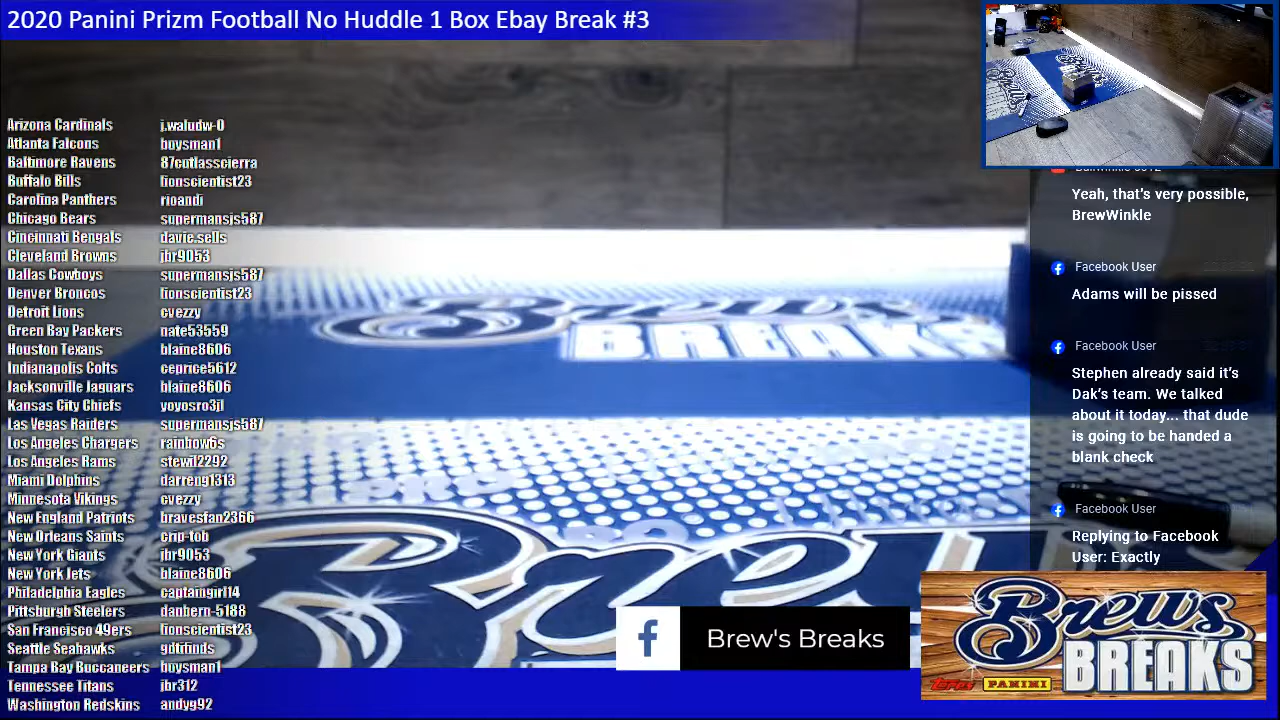 2020 Panini Prizm Football No Huddle 1 Box Ebay Break #3
Arizona Cardinals j.waludw-0
Atlanta Falcons buysman1
Baltimore Ravens 87cutlasscierra
Buffalo Bills lionscientist23
Carolina Panthers rioandi
Chicago Bears supermansjs587
Cincinnati Bengals davie.sells
Cleveland Browns jbr9053
Dallas Cowboys supermansjs587
Denver Broncos lionscientist23
Detroit Lions cvezzy
Green Bay Packers nate53559
Houston Texans blaine8606
Indianapolis Colts ceprice5612
Jacksonville Jaguars blaine8606
Kansas City Chiefs yoyosro3jl
Las Vegas Raiders supermansjs587
Los Angeles Chargers rainbow6s
Los Angeles Rams stewil2292
Miami Dolphins darreng1313
Minnesota Vikings cvezzy
New England Patriots bravesfan2366
New Orleans Saints crip-tob
New York Giants jbr9053
New York Jets blaine8606
Philadelphia Eagles captaingirl14
Pittsburgh Steelers danhern-5188
San Francisco 49ers lionscientist23
Seattle Seahawks gdtifinds
Tampa Bay Buccaneers buysman1
Tennessee Titans jbr312
Washington Redskins andyg92
Brews
BREAKS
Yeah, that's very possible,
BrewWinkle
Facebook User
Adams will be pissed
Facebook User
Stephen already said it's
Dak's team. We talked
about it today... that dude
is going to be handed a
blank check
Facebook User
Replying to Facebook
User: Exactly
Brew's Breaks
Brews
BREAKS
Topps
PANINI